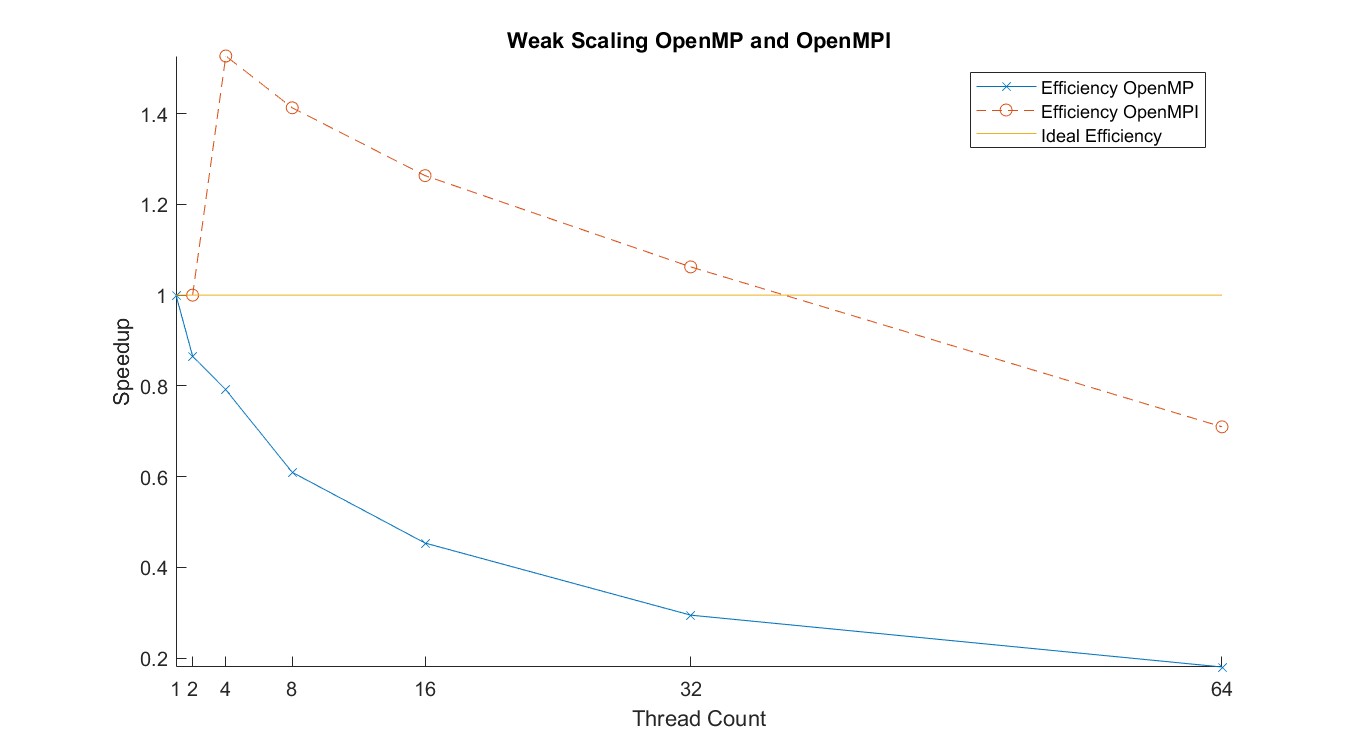 Weak Scaling OpenMP and OpenMPI
Efficiency OpenMP
Efficiency OpenMPI
Ideal Efficiency
1.4
1.2
1
0.8
0.6
0.4
0.2
Speedup
1 2 4 8 16 32 64
Thread Count